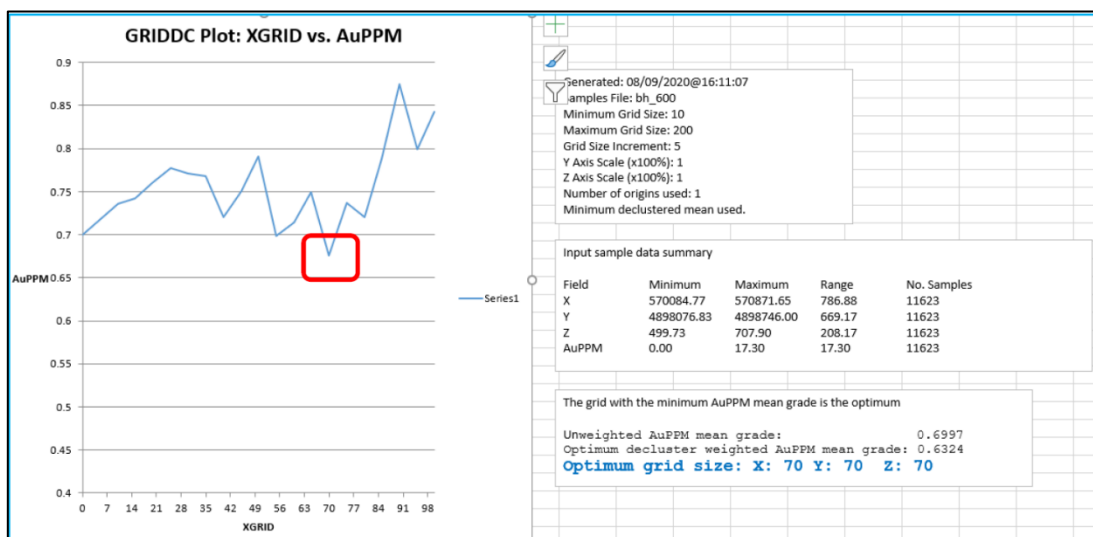 GRIDDC Plot: XGRID vs. AuPPM
0.9
0.85
0.8
0.75
0.7
AuPPM 0.65
0.6
0.55
0.5
0.45
0.4
0 7 14 21 28 35 42 49 56 63 70 77 84 91 98
XGRID
Series1
Generated: 08/09/2020@16:11:07
Samples File: bh_600
Minimum Grid Size: 10
Maximum Grid Size: 200
Grid Size Increment: 5
Y Axis Scale (x100%): 1
Z Axis Scale (x100%): 1
Number of origins used: 1
Minimum declustered mean used.
Input sample data summary
Field Minimum Maximum Range No. Samples
X 570084.77 570871.65 786.88 11623
Y 4898076.83 4898746.00 669.17 11623
Z 499.73 707.90 208.17 11623
AuPPM 0.00 17.30 17.30 11623
The grid with the minimum AuPPM mean grade is the optimum
Unweighted AuPPM mean grade: 0.6997
Optimum decluster weighted AuPPM mean grade: 0.6324
Optimum grid size: X: 70 Y: 70 Z: 70